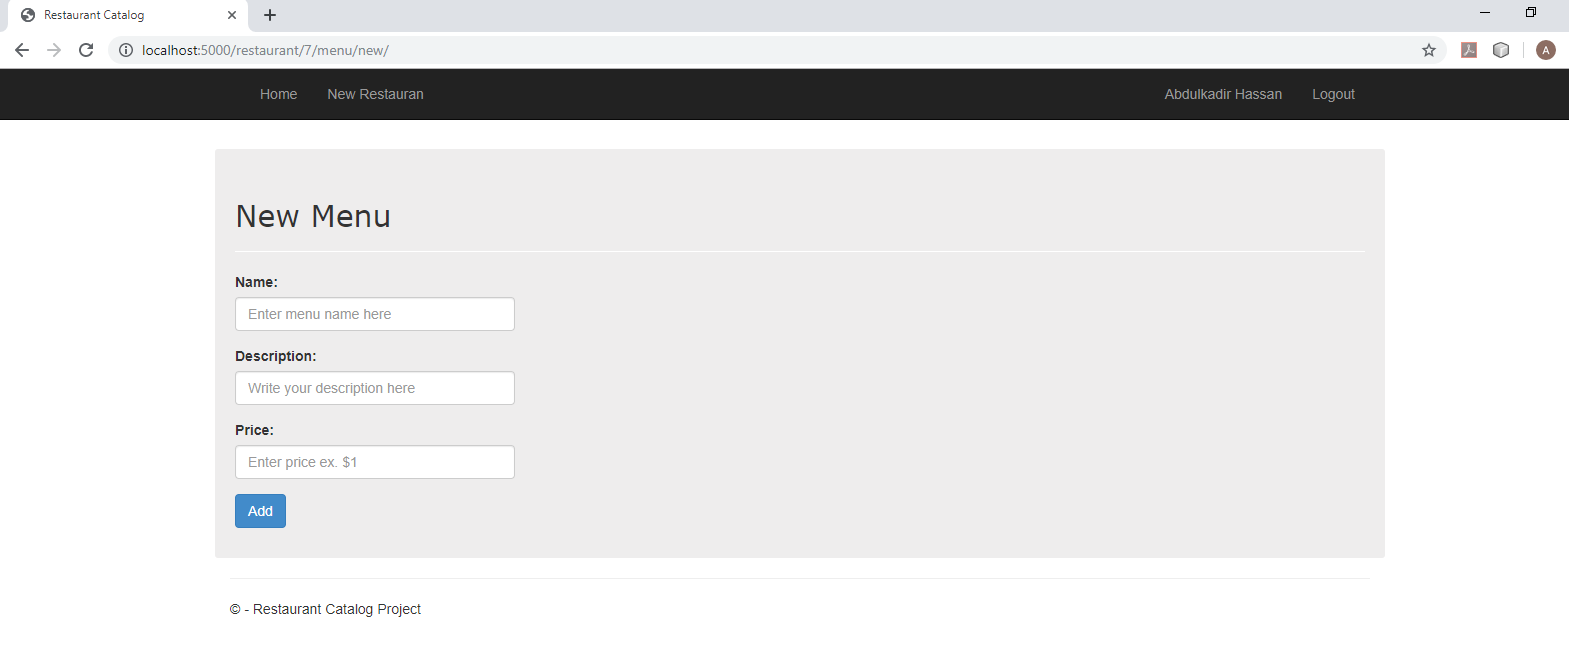 Restaurant Catalog
localhost:5000/restaurant/7/menu/new/
A
Home New Restauran Abdulkadir Hassan Logout
New Menu
Name:
Enter menu name here
Description:
Write your description here
Price:
Enter price ex. $1
Add
© - Restaurant Catalog Project